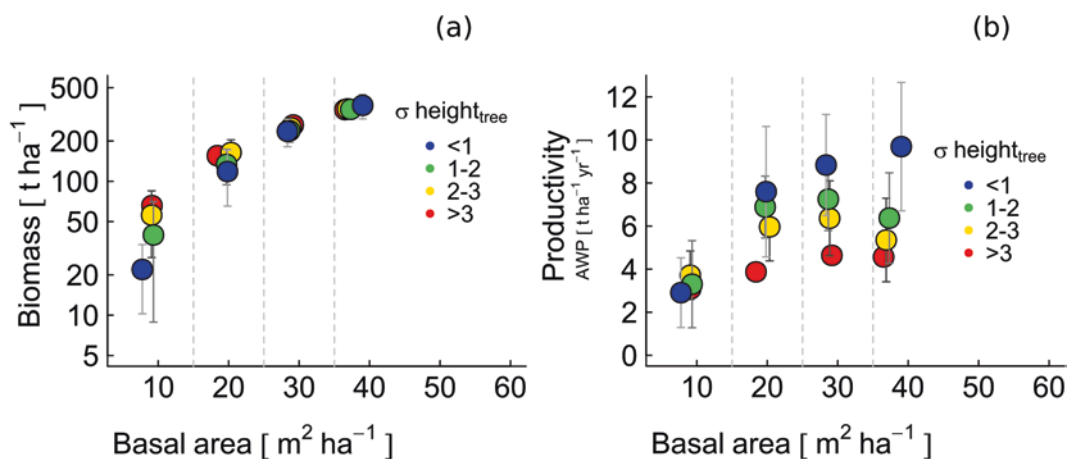 (a)
Biomass [ t ha⁻¹ ]
500
200
100
50
20
10
5
10 20 30 40 50 60
Basal area [ m² ha⁻¹ ]
σ height_tree
<1
1-2
2-3
>3
(b)
Productivity
AWP [ t ha⁻¹ yr⁻¹ ]
12
10
8
6
4
2
0
10 20 30 40 50 60
Basal area [ m² ha⁻¹ ]
σ height_tree
<1
1-2
2-3
>3